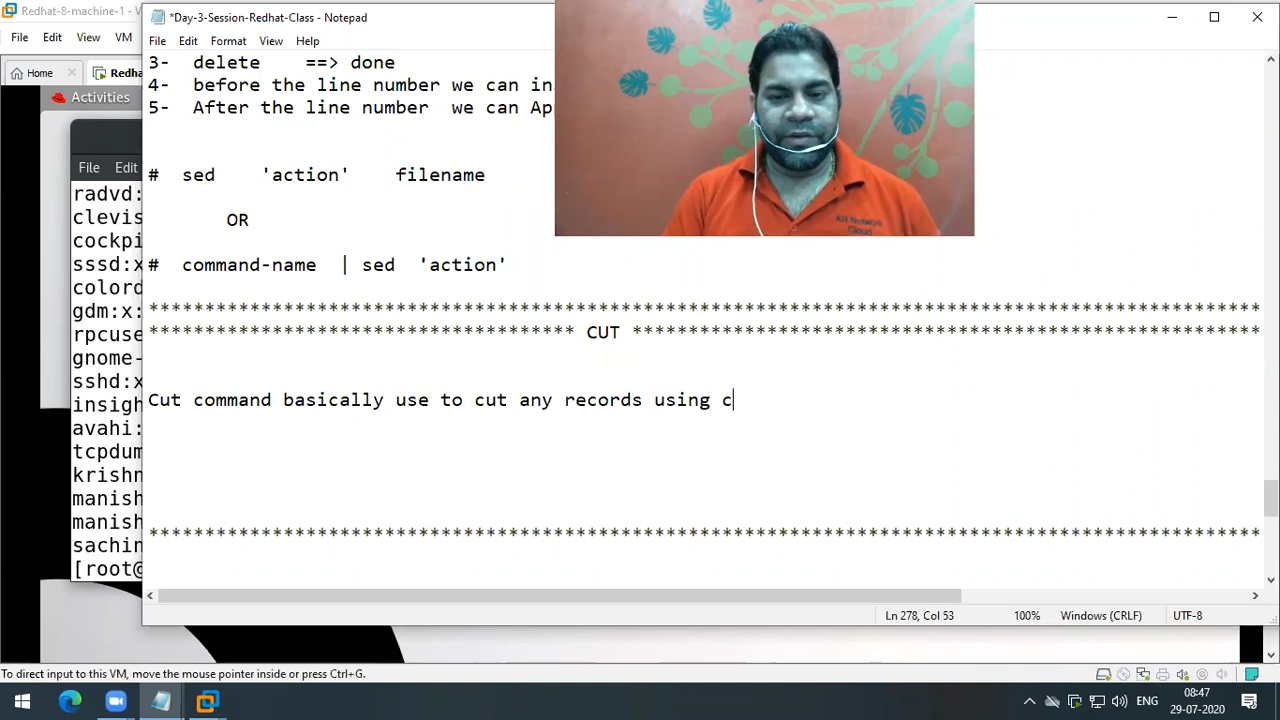 Redhat-8-machine-1 - V
*Day-3-Session-Redhat-Class - Notepad
File Edit View VM
File Edit Format View Help
Home
Redha
Activities
File Edit
radvd:
clevis
cockpi
sssd:x
colord
gdm:x:
rpcuse
gnome-
sshd:x
insigh
avahi:
tcpdum
krishn
manish
manish
sachin
[root@
3- delete ==> done
4- before the line number we can in
5- After the line number we can Ap
# sed 'action' filename
OR
# command-name | sed 'action'
***************************************************************************************************
************************************** CUT ********************************************************
Cut command basically use to cut any records using c
***************************************************************************************************
KR Network
Cloud
Ln 278, Col 53
100%
Windows (CRLF)
UTF-8
To direct input to this VM, move the mouse pointer inside or press Ctrl+G.
ENG
08:47
29-07-2020